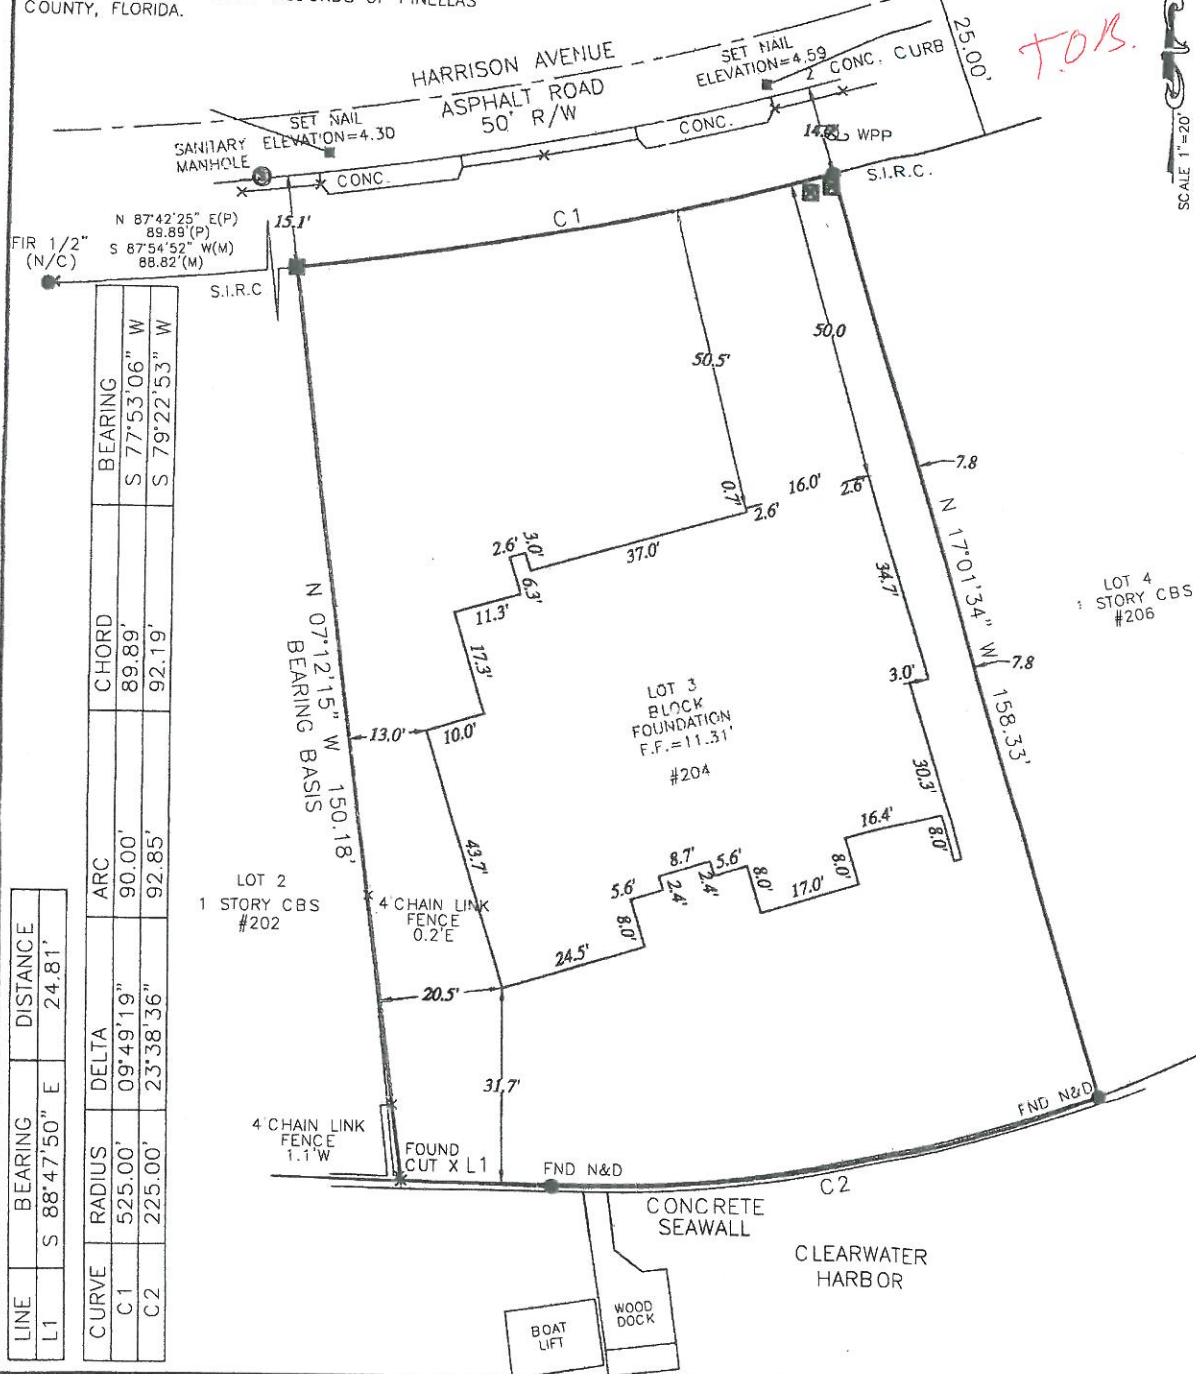 COUNTY, FLORIDA.
HARRISON AVENUE
ASPHALT ROAD
50' R/W
SET NAIL
ELEVATION=4.59
2' CONC. CURB
25.00'
T.O.B.
SCALE 1"=20'
SET NAIL
ELEVATION=4.30
SANITARY
MANHOLE
CONC.
CONC.
WPP
S.I.R.C.
15.1'
C1
N 87°42'25" E(P)
89.89'(P)
S 87°54'52" W(M)
88.82'(M)
FIR 1/2"
(N/C)
S.I.R.C
50.5'
50.0
7.8
0.7'
2.6'
16.0'
2.6'
2.6'
3.0'
37.0'
6.3'
11.3'
17.3'
34.7'
N 17°01'34" W 158.33'
LOT 4
1 STORY CBS
#206
7.8
3.0'
N 07°12'15" W 150.18'
BEARING BASIS
13.0'
10.0'
LOT 3
BLOCK
FOUNDATION
F.F.=11.31'
#204
30.3'
16.4'
8.0'
43.7'
8.7'
5.6'
5.6'
2.4'
2.4'
8.0'
8.0'
17.0'
8.0'
24.5'
LOT 2
1 STORY CBS
#202
4'CHAIN LINK
FENCE
0.2'E
20.5'
31.7'
4'CHAIN LINK
FENCE
1.1'W
FOUND
CUT X L1
FND N&D
FND N&D
C2
CONCRETE
SEAWALL
CLEARWATER
HARBOR
WOOD
DOCK
BOAT
LIFT
LINE BEARING DISTANCE
L1 S 88°47'50" E 24.81'
CURVE RADIUS DELTA ARC CHORD BEARING
C1 525.00' 09°49'19" 90.00' 89.89' S 77°53'06" W
C2 225.00' 23°38'36" 92.85' 92.19' S 79°22'53" W